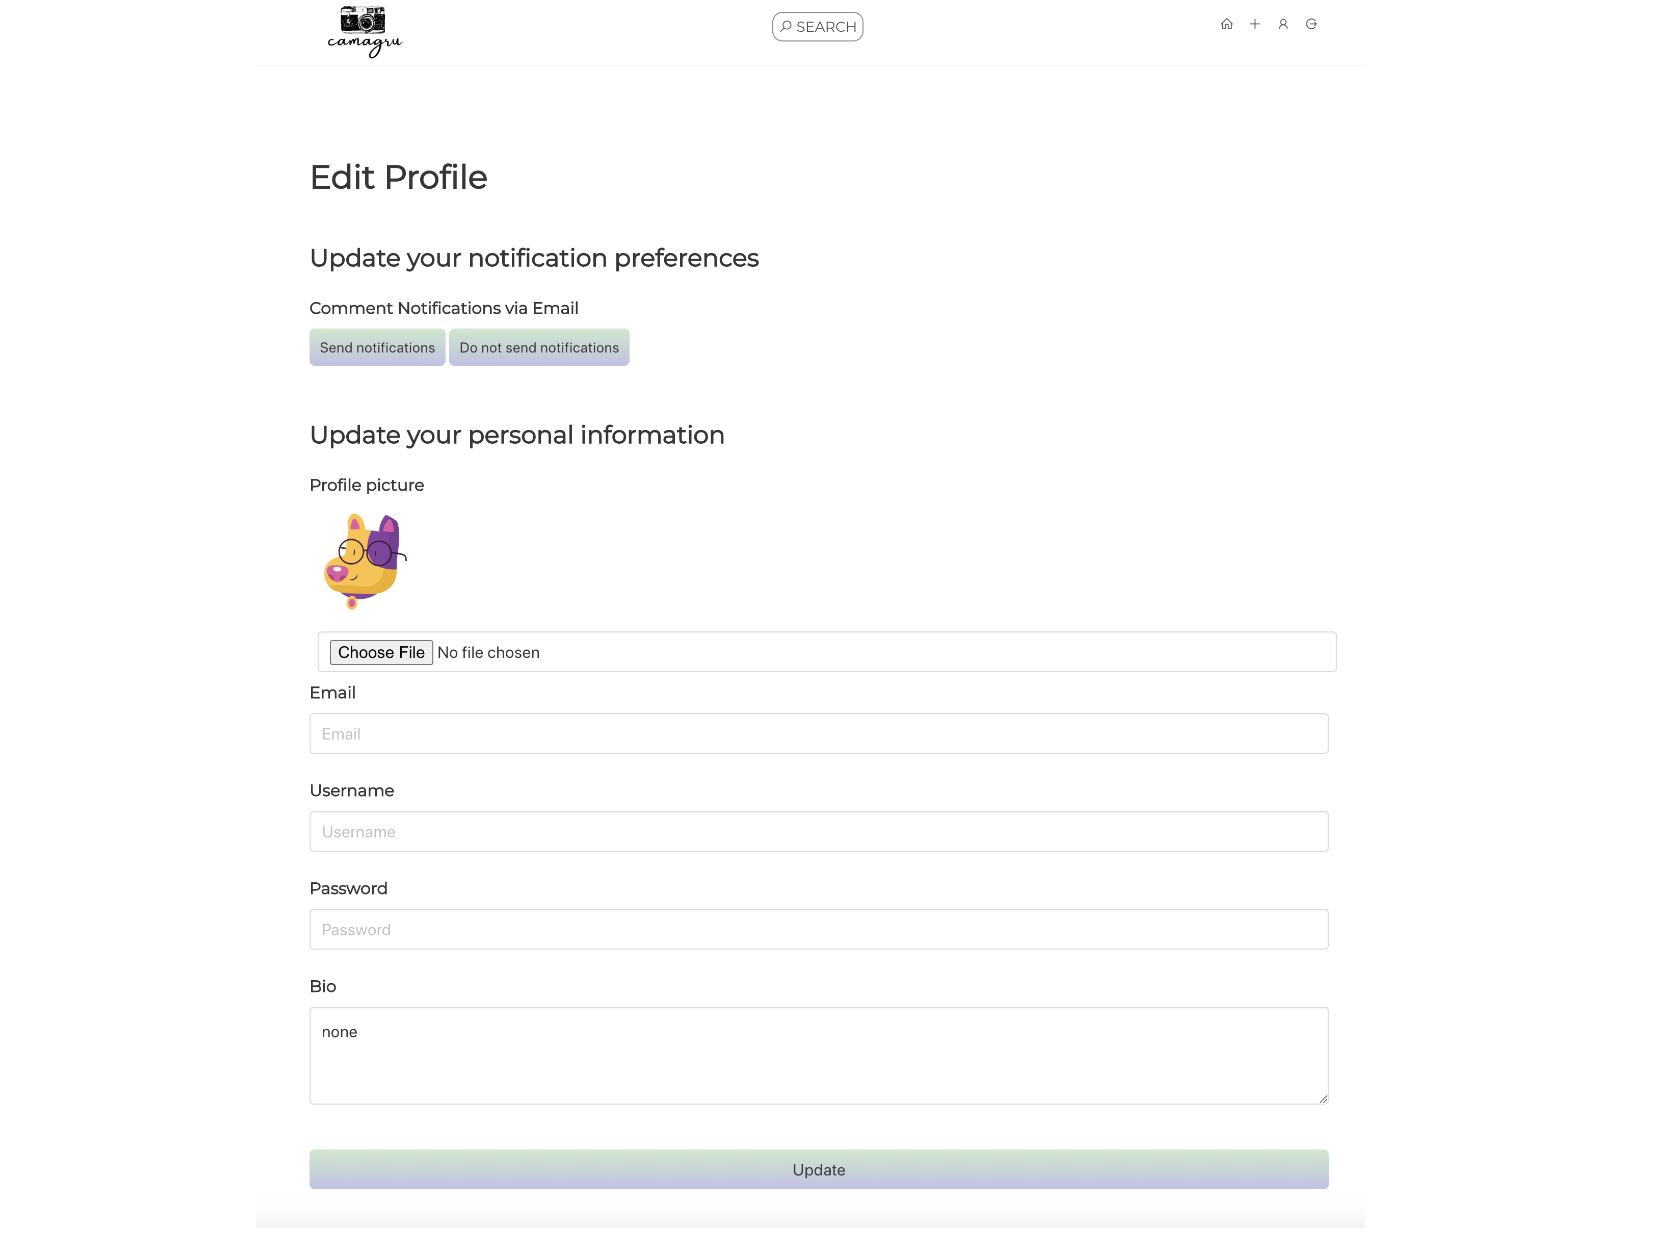 camagru
SEARCH
Edit Profile
Update your notification preferences
Comment Notifications via Email
Send notifications Do not send notifications
Update your personal information
Profile picture
Choose File No file chosen
Email
Email
Username
Username
Password
Password
Bio
none
Update